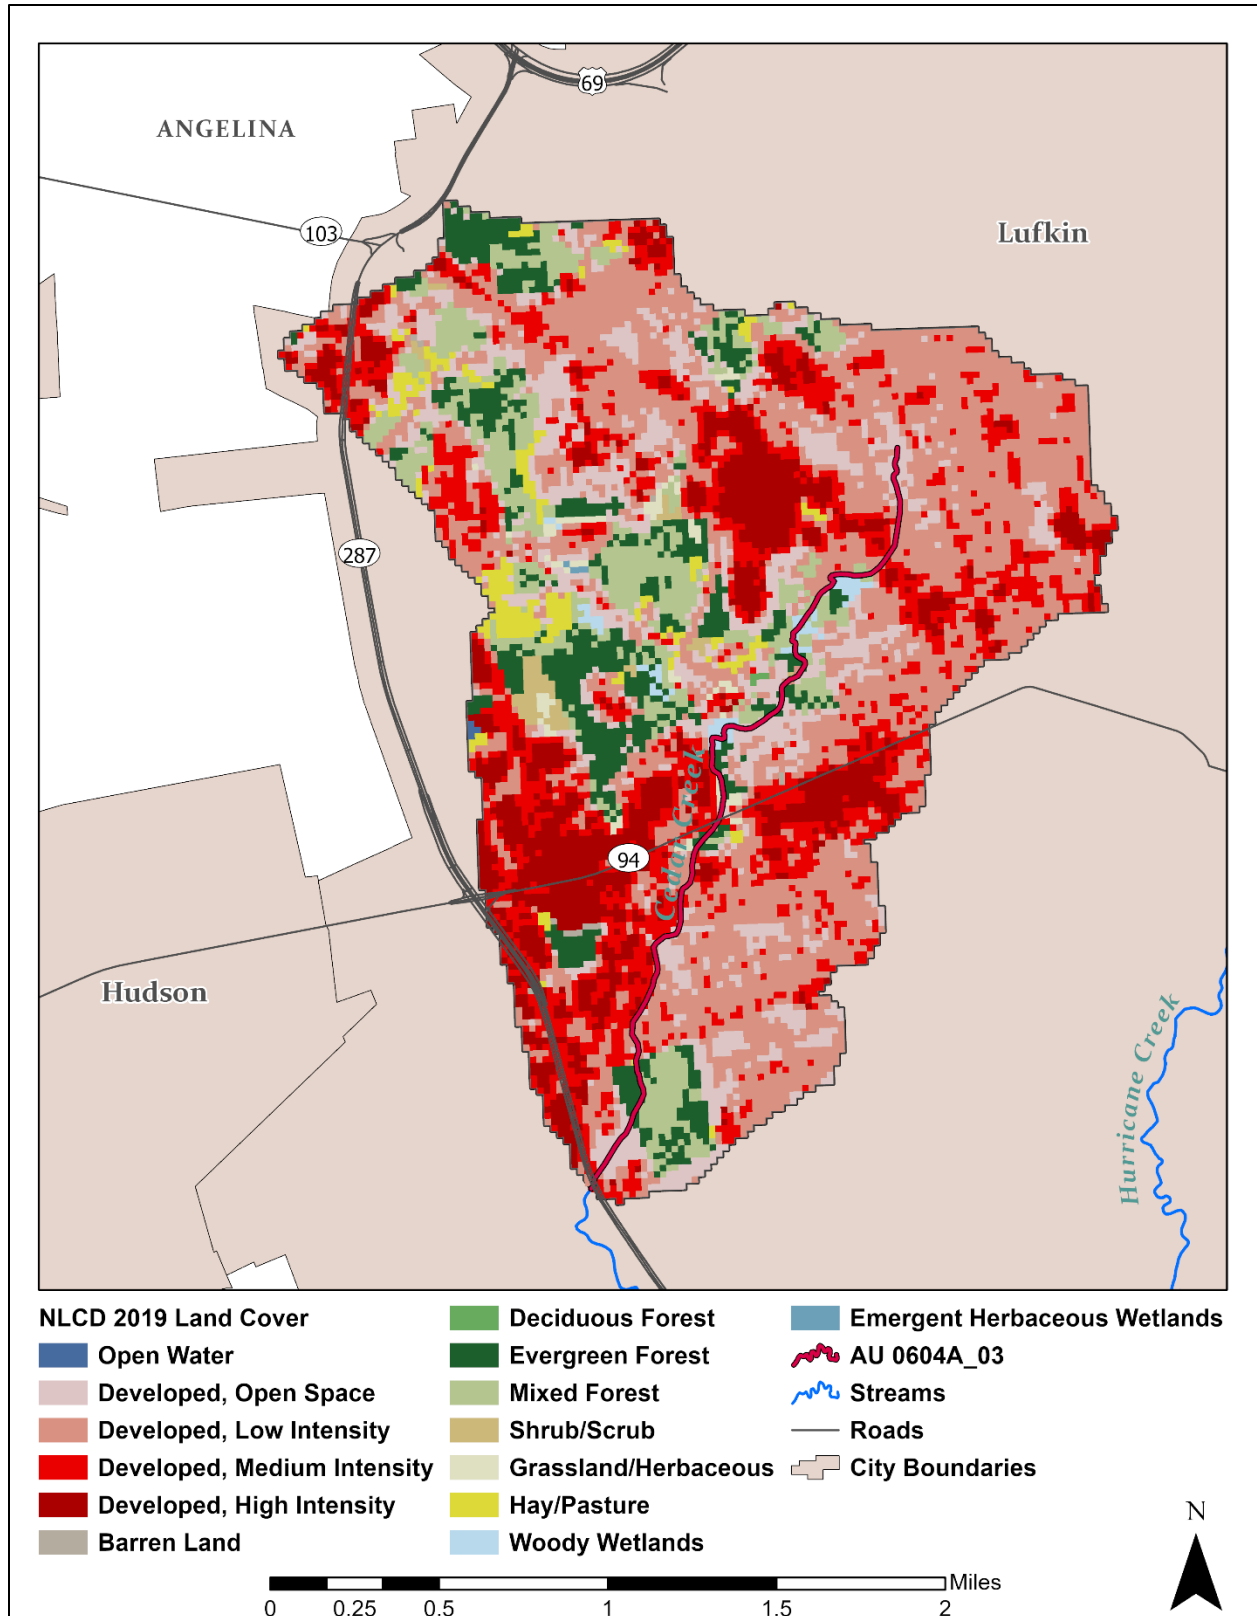 69
ANGELINA
103
Lufkin
287
Cedar Creek
94
Hudson
Hurricane Creek
NLCD 2019 Land Cover
Open Water
Developed, Open Space
Developed, Low Intensity
Developed, Medium Intensity
Developed, High Intensity
Barren Land
Deciduous Forest
Evergreen Forest
Mixed Forest
Shrub/Scrub
Grassland/Herbaceous
Hay/Pasture
Woody Wetlands
Emergent Herbaceous Wetlands
AU 0604A_03
Streams
Roads
City Boundaries
N
Miles
0 0.25 0.5 1 1.5 2